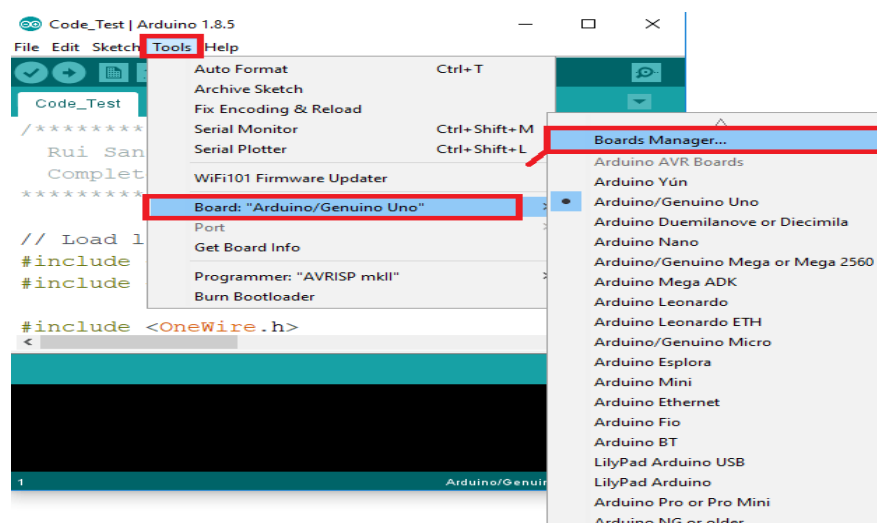 Code_Test | Arduino 1.8.5
File Edit Sketch Tools Help
Auto Format Ctrl+T
Archive Sketch
Fix Encoding & Reload
Serial Monitor Ctrl+Shift+M
Serial Plotter Ctrl+Shift+L
WiFi101 Firmware Updater
Board: "Arduino/Genuino Uno"
Port
Get Board Info
Programmer: "AVRISP mkII"
Burn Bootloader
Code_Test
/********
Rui San
Complet
*********
// Load l
#include
#include
#include <OneWire.h>
1 Arduino/Genuin
Boards Manager...
Arduino AVR Boards
Arduino Yún
Arduino/Genuino Uno
Arduino Duemilanove or Diecimila
Arduino Nano
Arduino/Genuino Mega or Mega 2560
Arduino Mega ADK
Arduino Leonardo
Arduino Leonardo ETH
Arduino/Genuino Micro
Arduino Esplora
Arduino Mini
Arduino Ethernet
Arduino Fio
Arduino BT
LilyPad Arduino USB
LilyPad Arduino
Arduino Pro or Pro Mini
Arduino NG or older